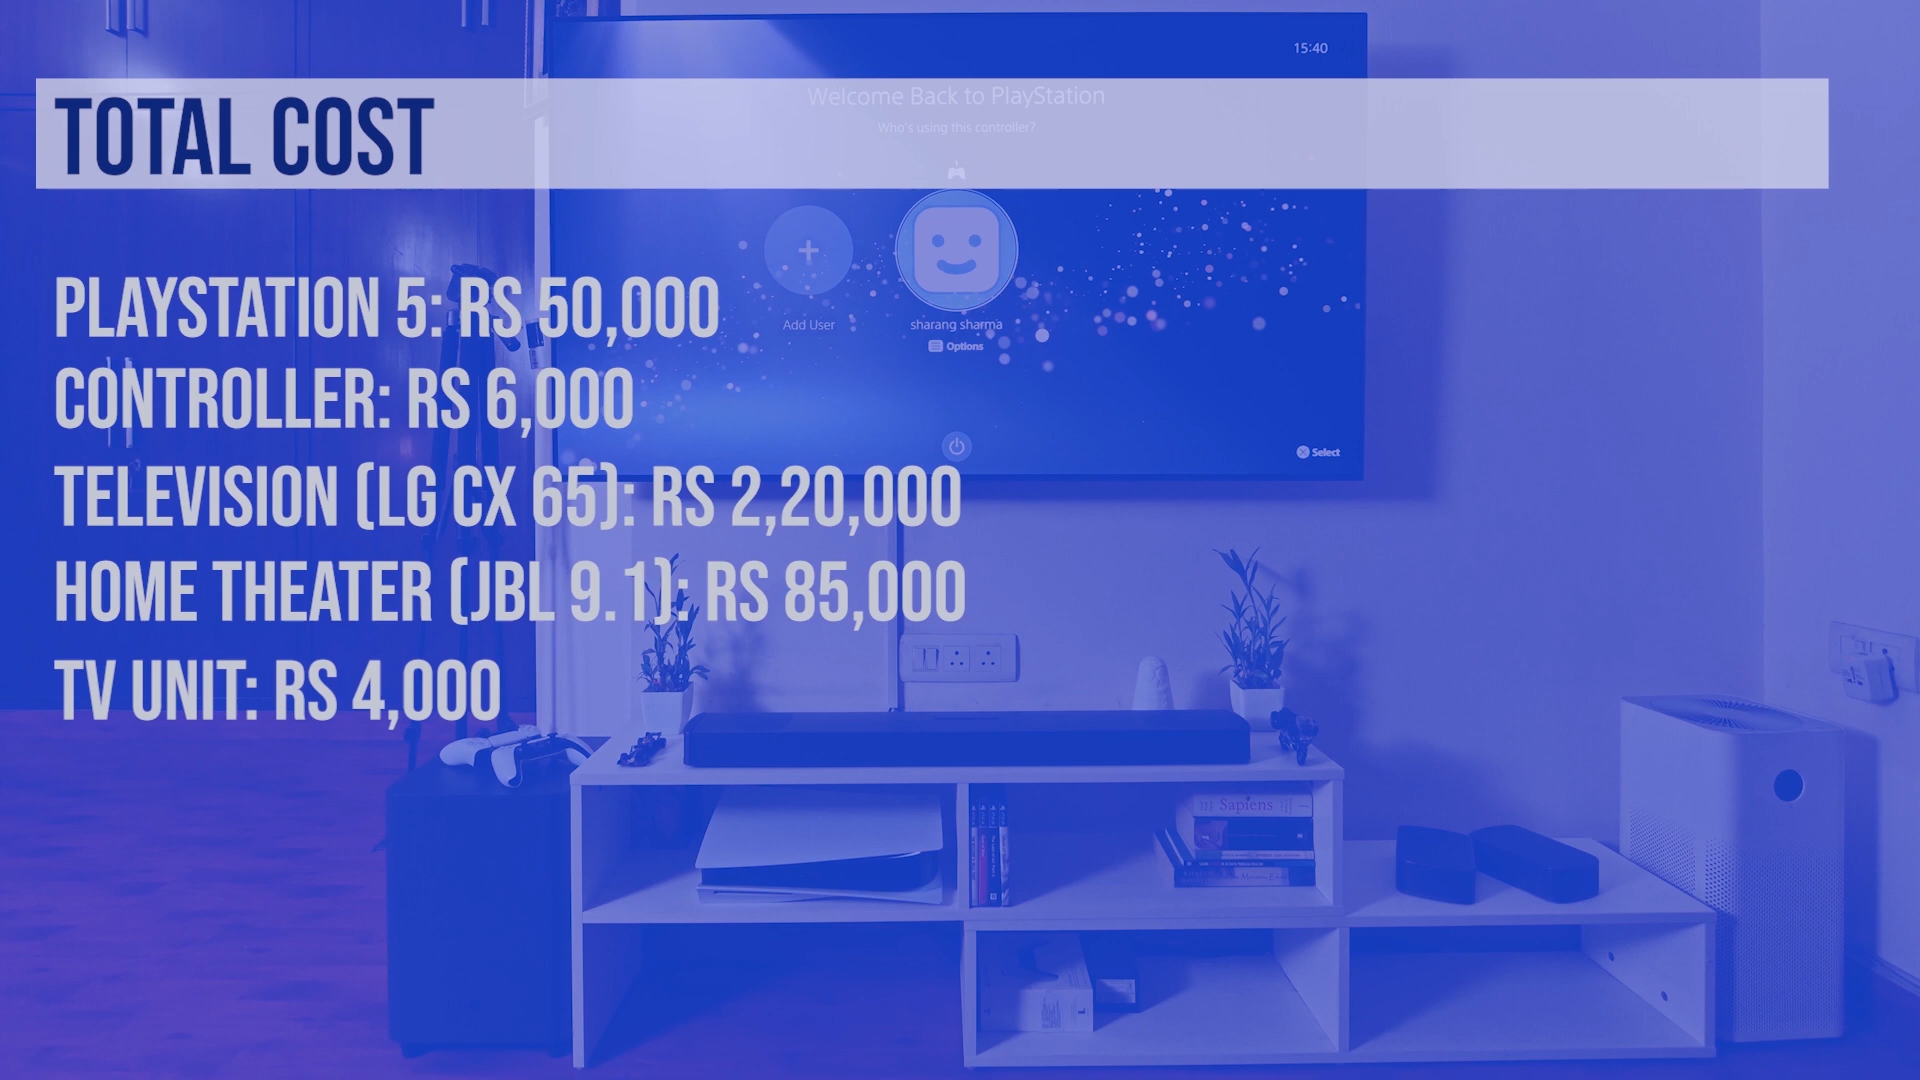 15:40
Welcome Back to PlayStation
Who's using this controller?
TOTAL COST
PLAYSTATION 5: RS 50,000
Add User
sharang sharma
Options
CONTROLLER: RS 6,000
Select
TELEVISION (LG CX 65): RS 2,20,000
HOME THEATER (JBL 9.1): RS 85,000
TV UNIT: RS 4,000
Sapiens